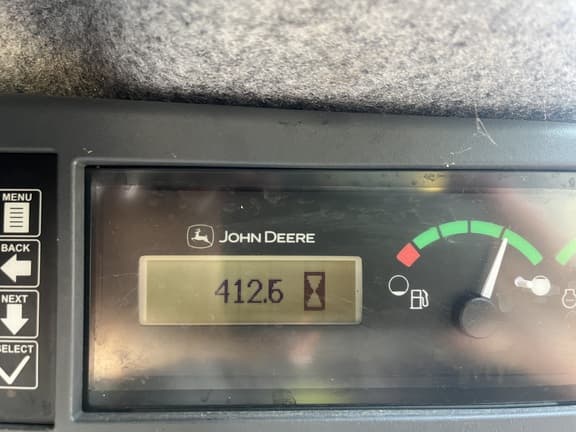 MENU
BACK
NEXT
SELECT
JOHN DEERE
412.6